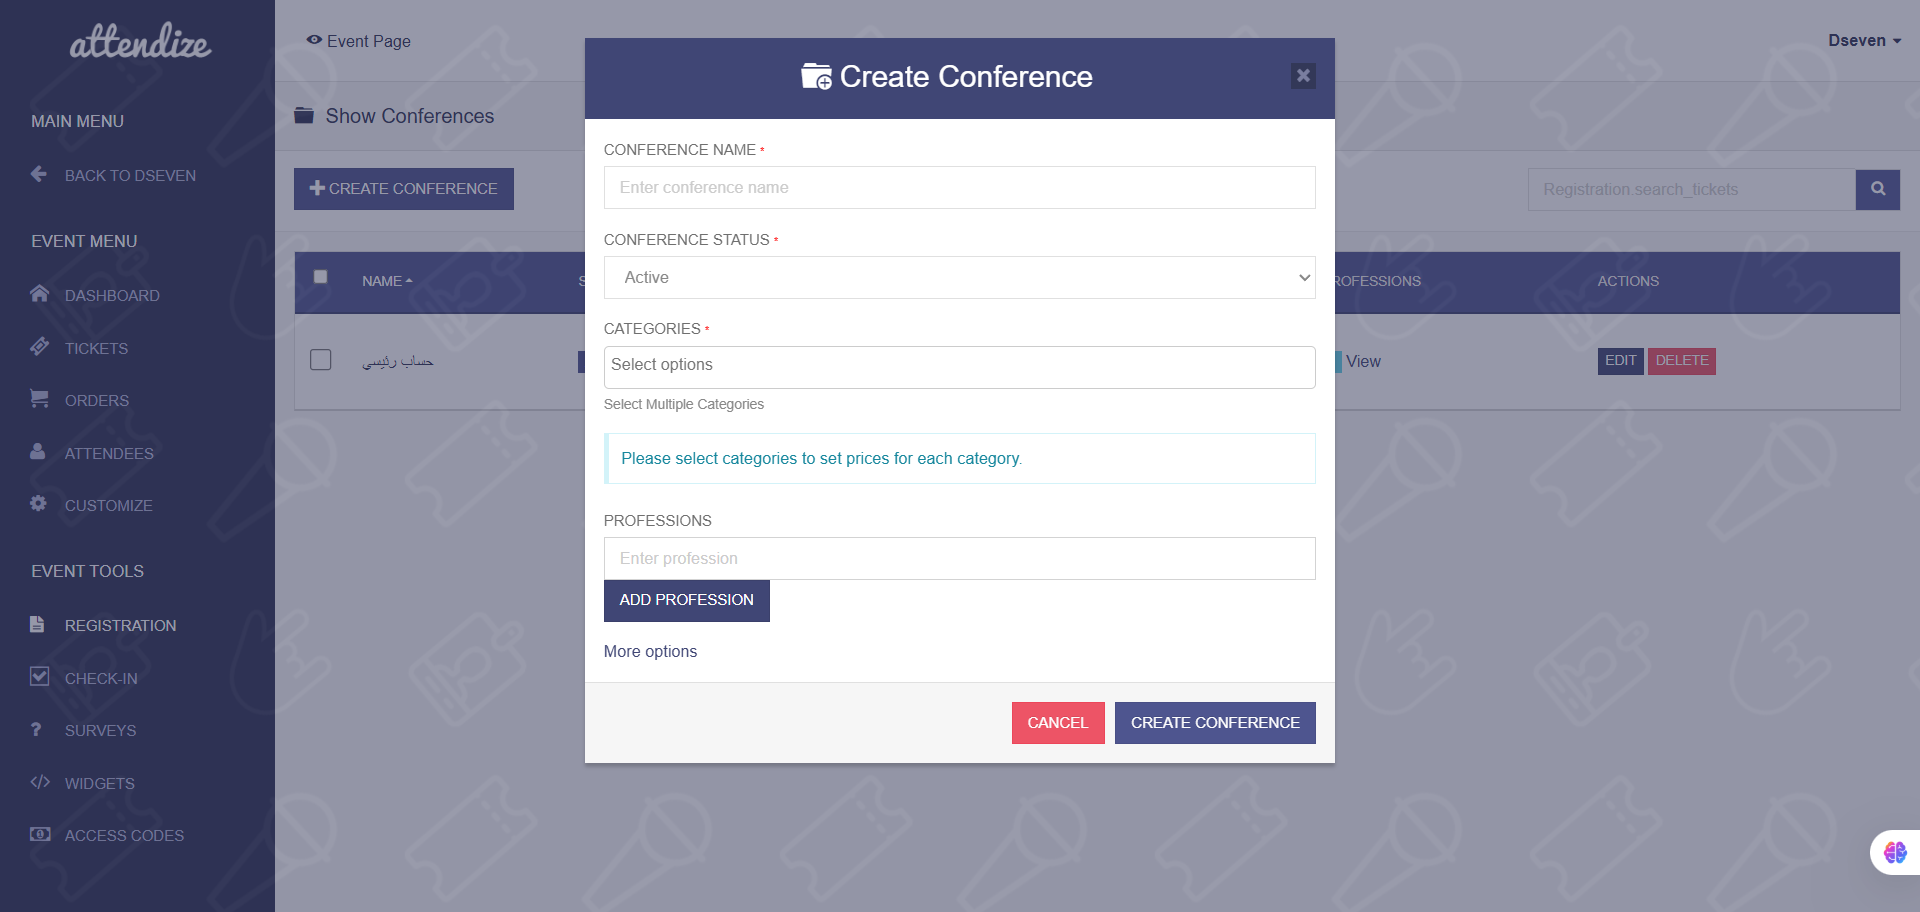 attendize
MAIN MENU
BACK TO DSEVEN
EVENT MENU
DASHBOARD
TICKETS
ORDERS
ATTENDEES
CUSTOMIZE
EVENT TOOLS
REGISTRATION
CHECK-IN
SURVEYS
WIDGETS
ACCESS CODES
Event Page
Dseven
Show Conferences
CREATE CONFERENCE
Registration.search_tickets
NAME
ROFESSIONS
ACTIONS
حساب رئيسي
View
EDIT
DELETE
Create Conference
CONFERENCE NAME *
Enter conference name
CONFERENCE STATUS *
Active
CATEGORIES *
Select options
Select Multiple Categories
Please select categories to set prices for each category.
PROFESSIONS
Enter profession
ADD PROFESSION
More options
CANCEL
CREATE CONFERENCE